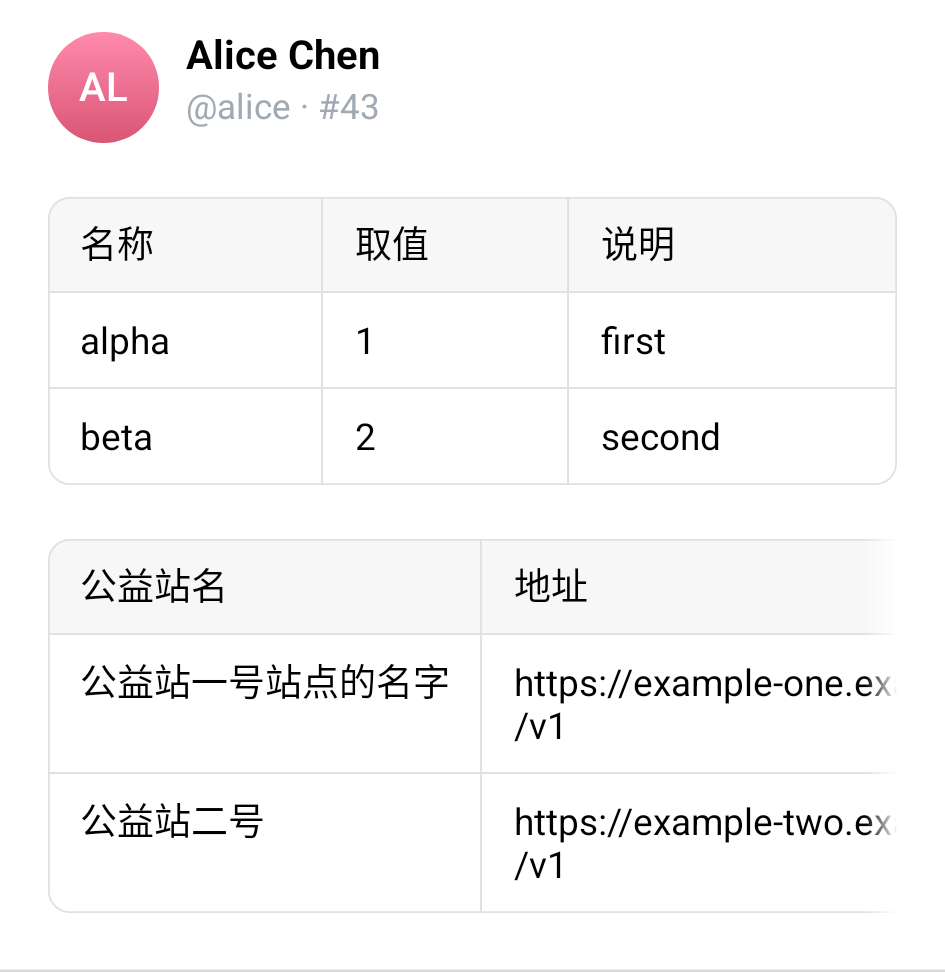 AL
Alice Chen
@alice · #43
名称 取值 说明
alpha 1 first
beta 2 second
公益站名 地址
公益站一号站点的名字 https://example-one.ex
/v1
公益站二号 https://example-two.ex
/v1